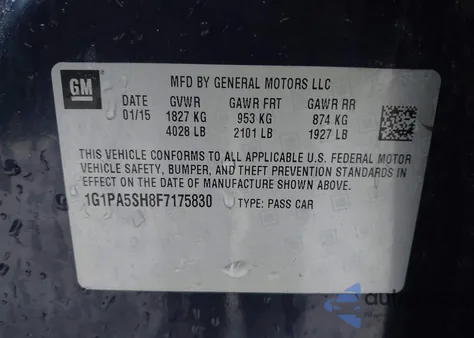 GM
MFD BY GENERAL MOTORS LLC
DATE GVWR GAWR FRT GAWR RR
01/15 1827 KG 953 KG 874 KG
4028 LB 2101 LB 1927 LB
THIS VEHICLE CONFORMS TO ALL APPLICABLE U.S. FEDERAL MOTOR
VEHICLE SAFETY, BUMPER, AND THEFT PREVENTION STANDARDS IN
EFFECT ON THE DATE OF MANUFACTURE SHOWN ABOVE.
1G1PA5SH8F7175830 TYPE: PASS CAR